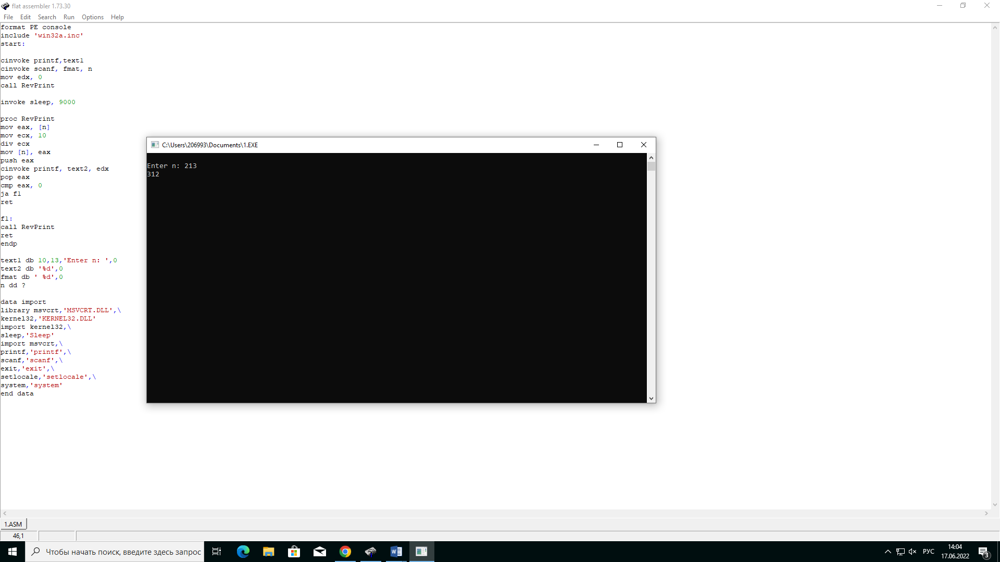 flat assembler 1.73.30
File Edit Search Run Options Help
format PE console
include 'win32a.inc'
start:
cinvoke printf,text1
cinvoke scanf, fmat, n
mov edx, 0
call RevPrint
invoke sleep, 9000
proc RevPrint
mov eax, [n]
mov ecx, 10
div ecx
mov [n], eax
push eax
cinvoke printf, text2, edx
pop eax
cmp eax, 0
ja f1
ret
f1:
call RevPrint
ret
endp
text1 db 10,13,'Enter n: ',0
text2 db '%d',0
fmat db ' %d',0
n dd ?
data import
library msvcrt,'MSVCRT.DLL',\
kernel32,'KERNEL32.DLL'
import kernel32,\
sleep,'Sleep'
import msvcrt,\
printf,'printf',\
scanf,'scanf',\
exit,'exit',\
setlocale,'setlocale',\
system,'system'
end data
C:\Users\206993\Documents\1.EXE
Enter n: 213
312
1.ASM
46,1
Чтобы начать поиск, введите здесь запрос
РУС
14:04
17.06.2022
3